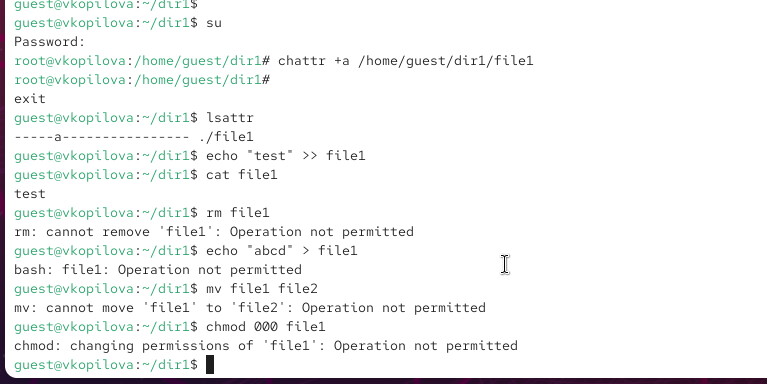 guest@vkopilova:~/dir1$
guest@vkopilova:~/dir1$ su
Password:
root@vkopilova:/home/guest/dir1# chattr +a /home/guest/dir1/file1
root@vkopilova:/home/guest/dir1#
exit
guest@vkopilova:~/dir1$ lsattr
-----a---------------- ./file1
guest@vkopilova:~/dir1$ echo "test" >> file1
guest@vkopilova:~/dir1$ cat file1
test
guest@vkopilova:~/dir1$ rm file1
rm: cannot remove 'file1': Operation not permitted
guest@vkopilova:~/dir1$ echo "abcd" > file1
bash: file1: Operation not permitted
guest@vkopilova:~/dir1$ mv file1 file2
mv: cannot move 'file1' to 'file2': Operation not permitted
guest@vkopilova:~/dir1$ chmod 000 file1
chmod: changing permissions of 'file1': Operation not permitted
guest@vkopilova:~/dir1$